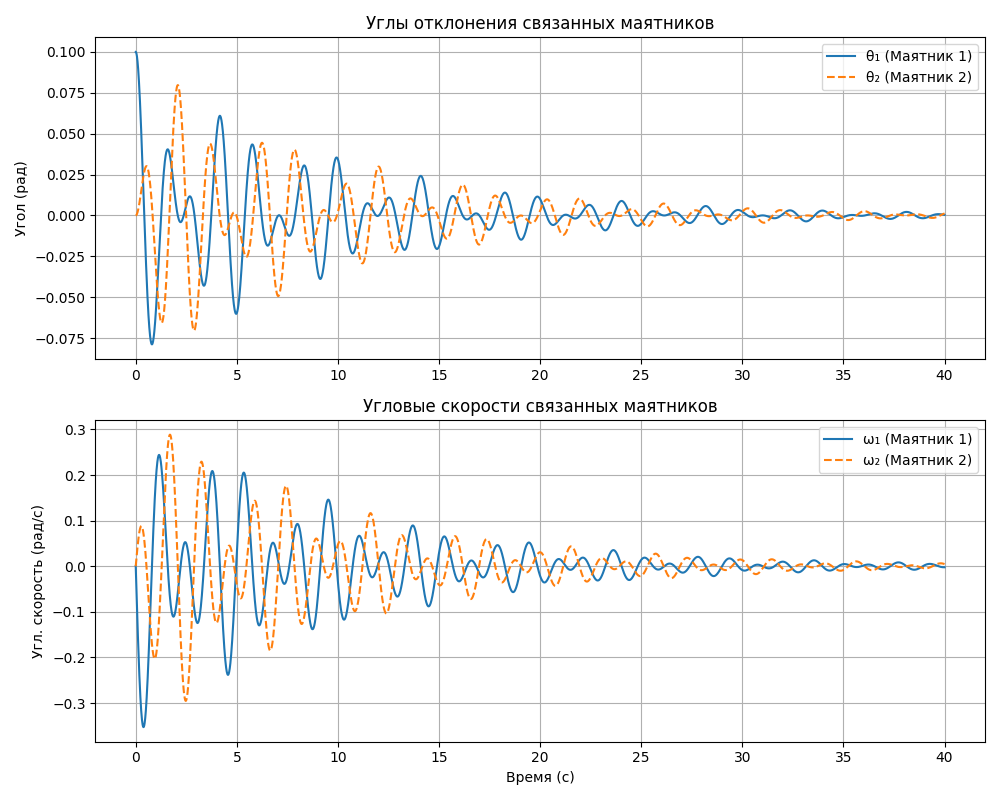 Углы отклонения связанных маятников
Угол (рад)
0.100
0.075
0.050
0.025
0.000
−0.025
−0.050
−0.075
θ₁ (Маятник 1)
θ₂ (Маятник 2)
0 5 10 15 20 25 30 35 40
Угловые скорости связанных маятников
Угл. скорость (рад/с)
0.3
0.2
0.1
0.0
−0.1
−0.2
−0.3
ω₁ (Маятник 1)
ω₂ (Маятник 2)
0 5 10 15 20 25 30 35 40
Время (с)